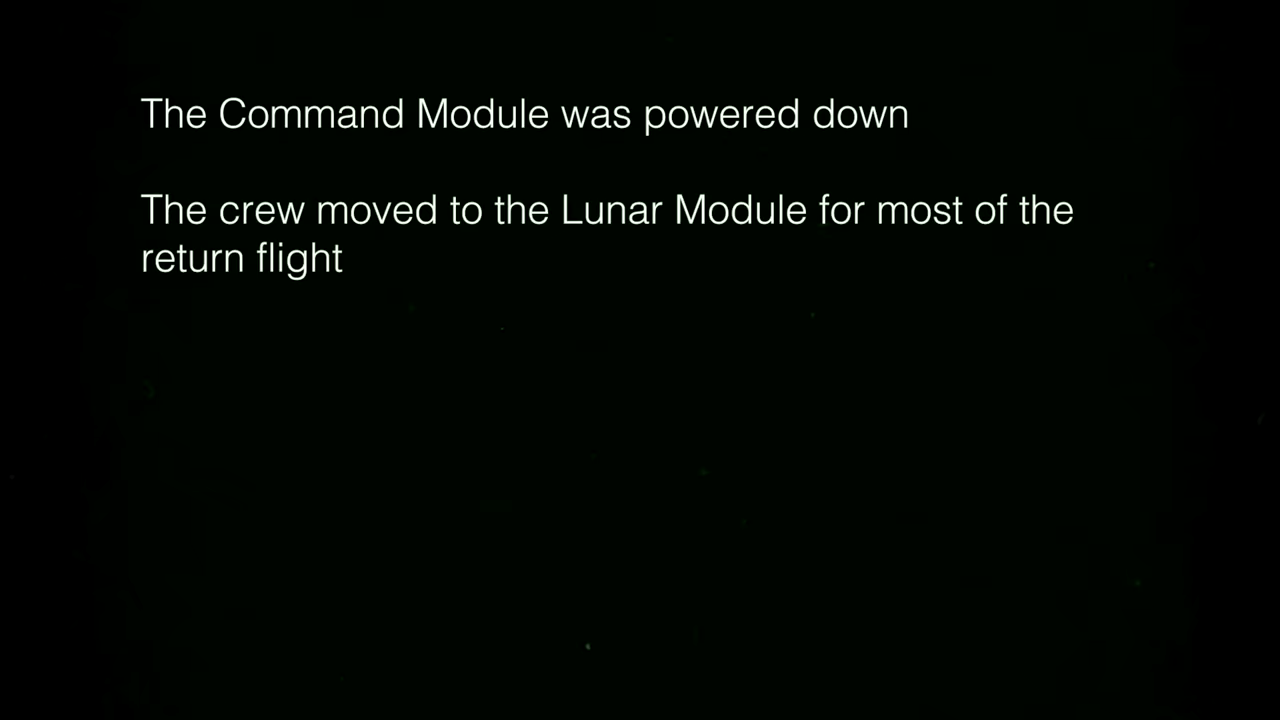 The Command Module was powered down
The crew moved to the Lunar Module for most of the
return flight